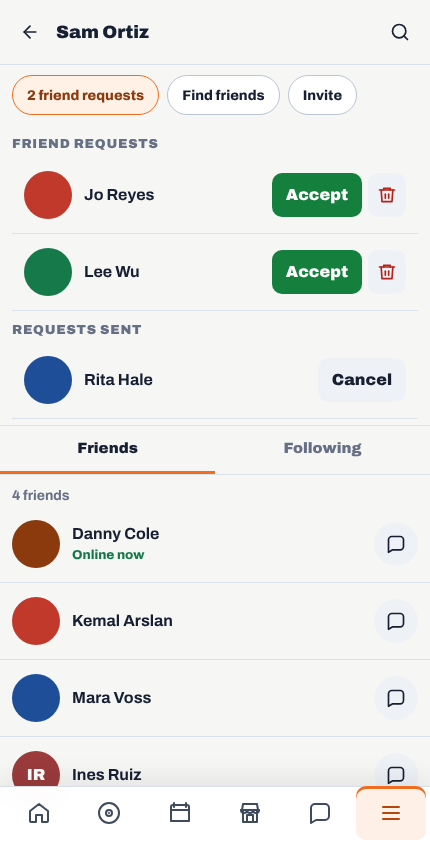 Sam Ortiz
2 friend requests
Find friends
Invite
FRIEND REQUESTS
Jo Reyes
Accept
Lee Wu
Accept
REQUESTS SENT
Rita Hale
Cancel
Friends
Following
4 friends
Danny Cole
Online now
Kemal Arslan
Mara Voss
IR
Ines Ruiz